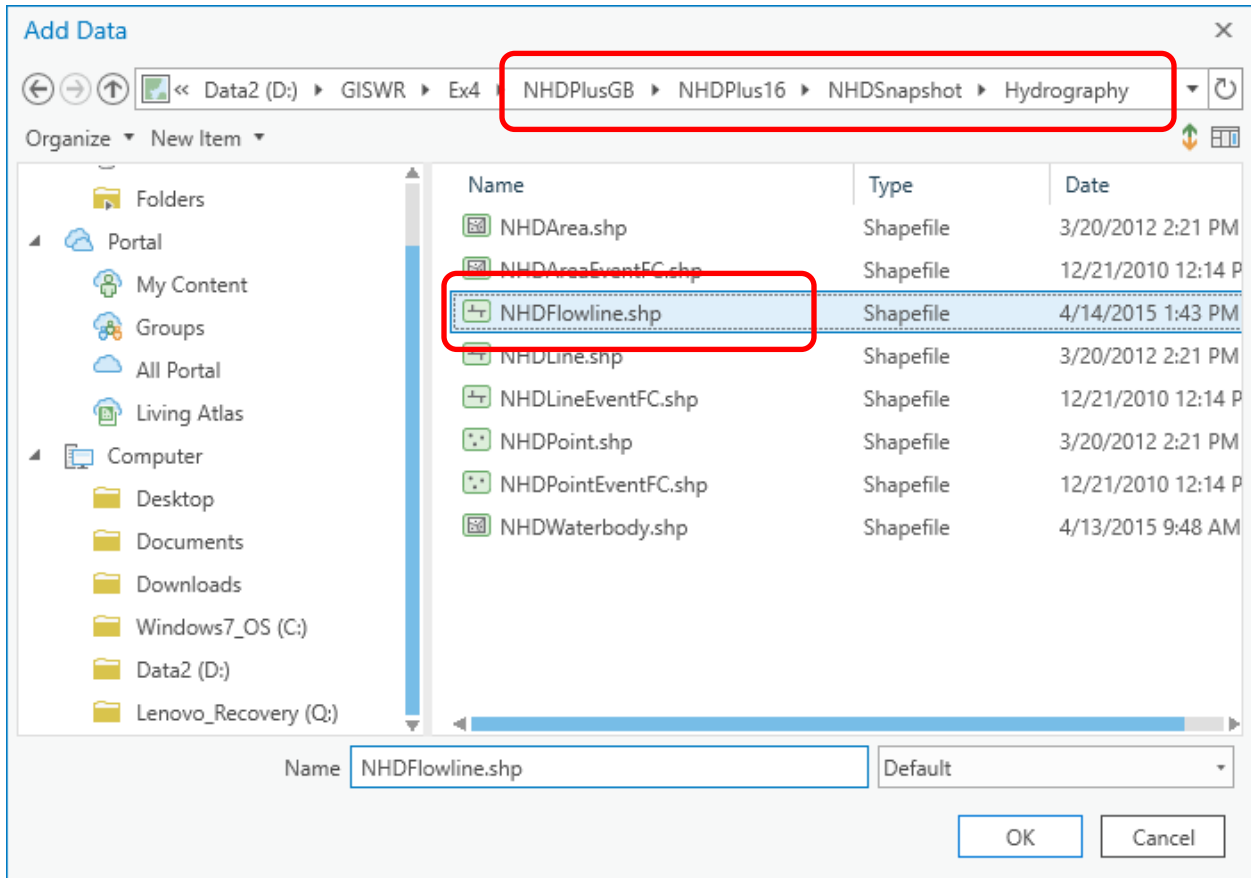 Add Data
« Data2 (D:) GISWR Ex4 NHDPlusGB NHDPlus16 NHDSnapshot Hydrography
Organize New Item
Folders
Portal
My Content
Groups
All Portal
Living Atlas
Computer
Desktop
Documents
Downloads
Windows7_OS (C:)
Data2 (D:)
Lenovo_Recovery (Q:)
Name Type Date
NHDArea.shp Shapefile 3/20/2012 2:21 PM
NHDAreaEventFC.shp Shapefile 12/21/2010 12:14 P
NHDFlowline.shp Shapefile 4/14/2015 1:43 PM
NHDLine.shp Shapefile 3/20/2012 2:21 PM
NHDLineEventFC.shp Shapefile 12/21/2010 12:14 P
NHDPoint.shp Shapefile 3/20/2012 2:21 PM
NHDPointEventFC.shp Shapefile 12/21/2010 12:14 P
NHDWaterbody.shp Shapefile 4/13/2015 9:48 AM
Name NHDFlowline.shp Default
OK Cancel